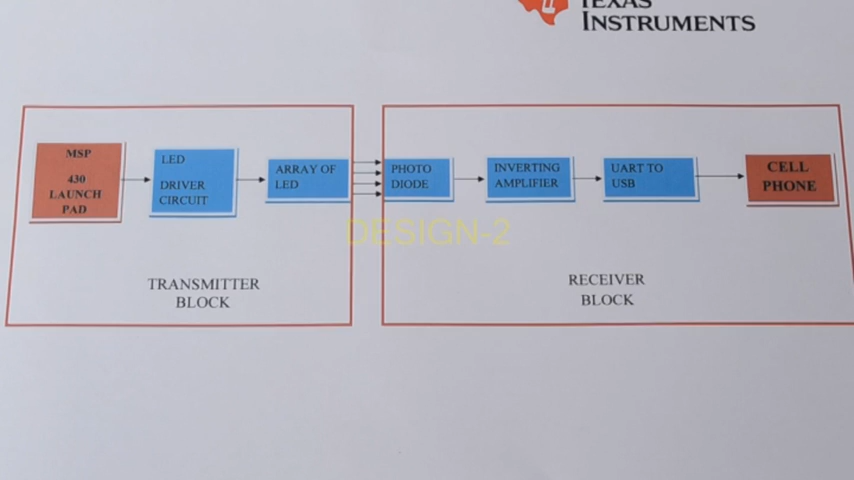 TEXAS
INSTRUMENTS
MSP
430
LAUNCH
PAD
LED
DRIVER
CIRCUIT
ARRAY OF
LED
PHOTO
DIODE
INVERTING
AMPLIFIER
UART TO
USB
CELL
PHONE
DESIGN-2
TRANSMITTER
BLOCK
RECEIVER
BLOCK